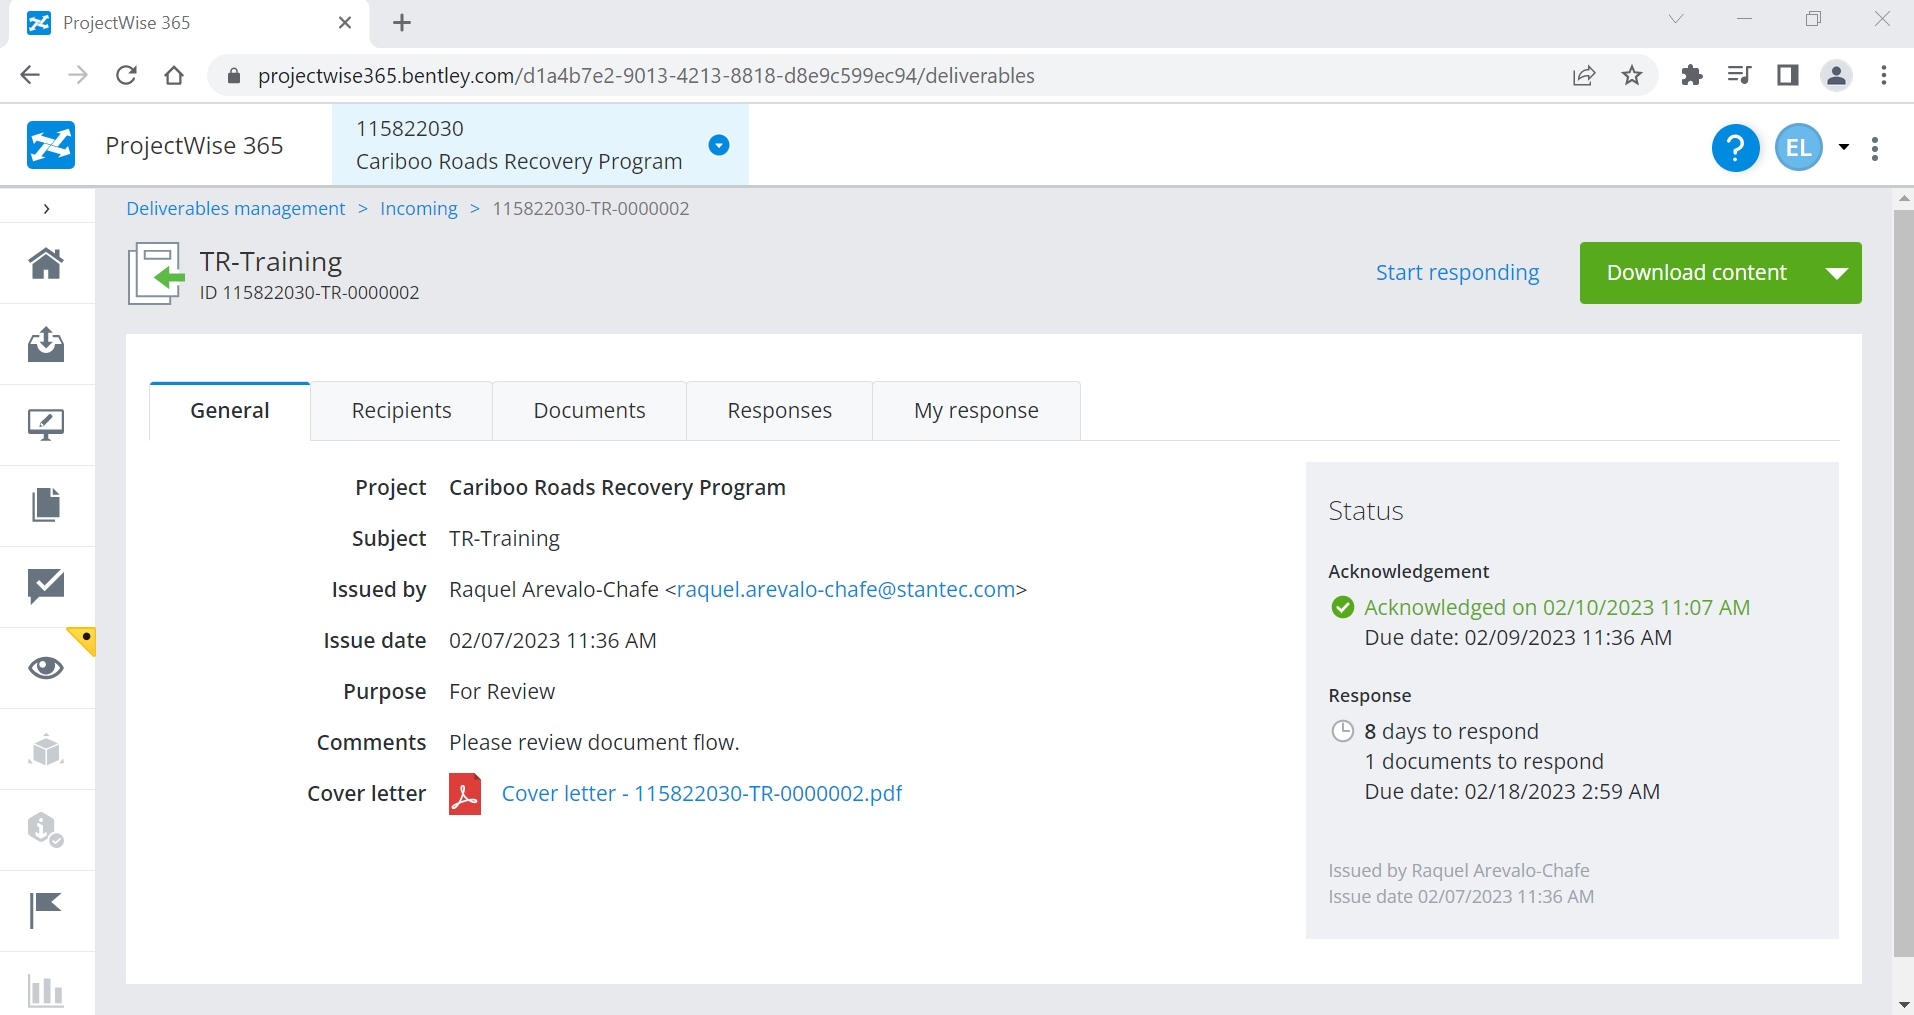 ProjectWise 365
projectwise365.bentley.com/d1a4b7e2-9013-4213-8818-d8e9c599ec94/deliverables
ProjectWise 365
115822030
Cariboo Roads Recovery Program
?
EL
Deliverables management > Incoming > 115822030-TR-0000002
TR-Training
ID 115822030-TR-0000002
Start responding
Download content
General
Recipients
Documents
Responses
My response
Project Cariboo Roads Recovery Program
Subject TR-Training
Issued by Raquel Arevalo-Chafe <raquel.arevalo-chafe@stantec.com>
Issue date 02/07/2023 11:36 AM
Purpose For Review
Comments Please review document flow.
Cover letter Cover letter - 115822030-TR-0000002.pdf
Status
Acknowledgement
Acknowledged on 02/10/2023 11:07 AM
Due date: 02/09/2023 11:36 AM
Response
8 days to respond
1 documents to respond
Due date: 02/18/2023 2:59 AM
Issued by Raquel Arevalo-Chafe
Issue date 02/07/2023 11:36 AM